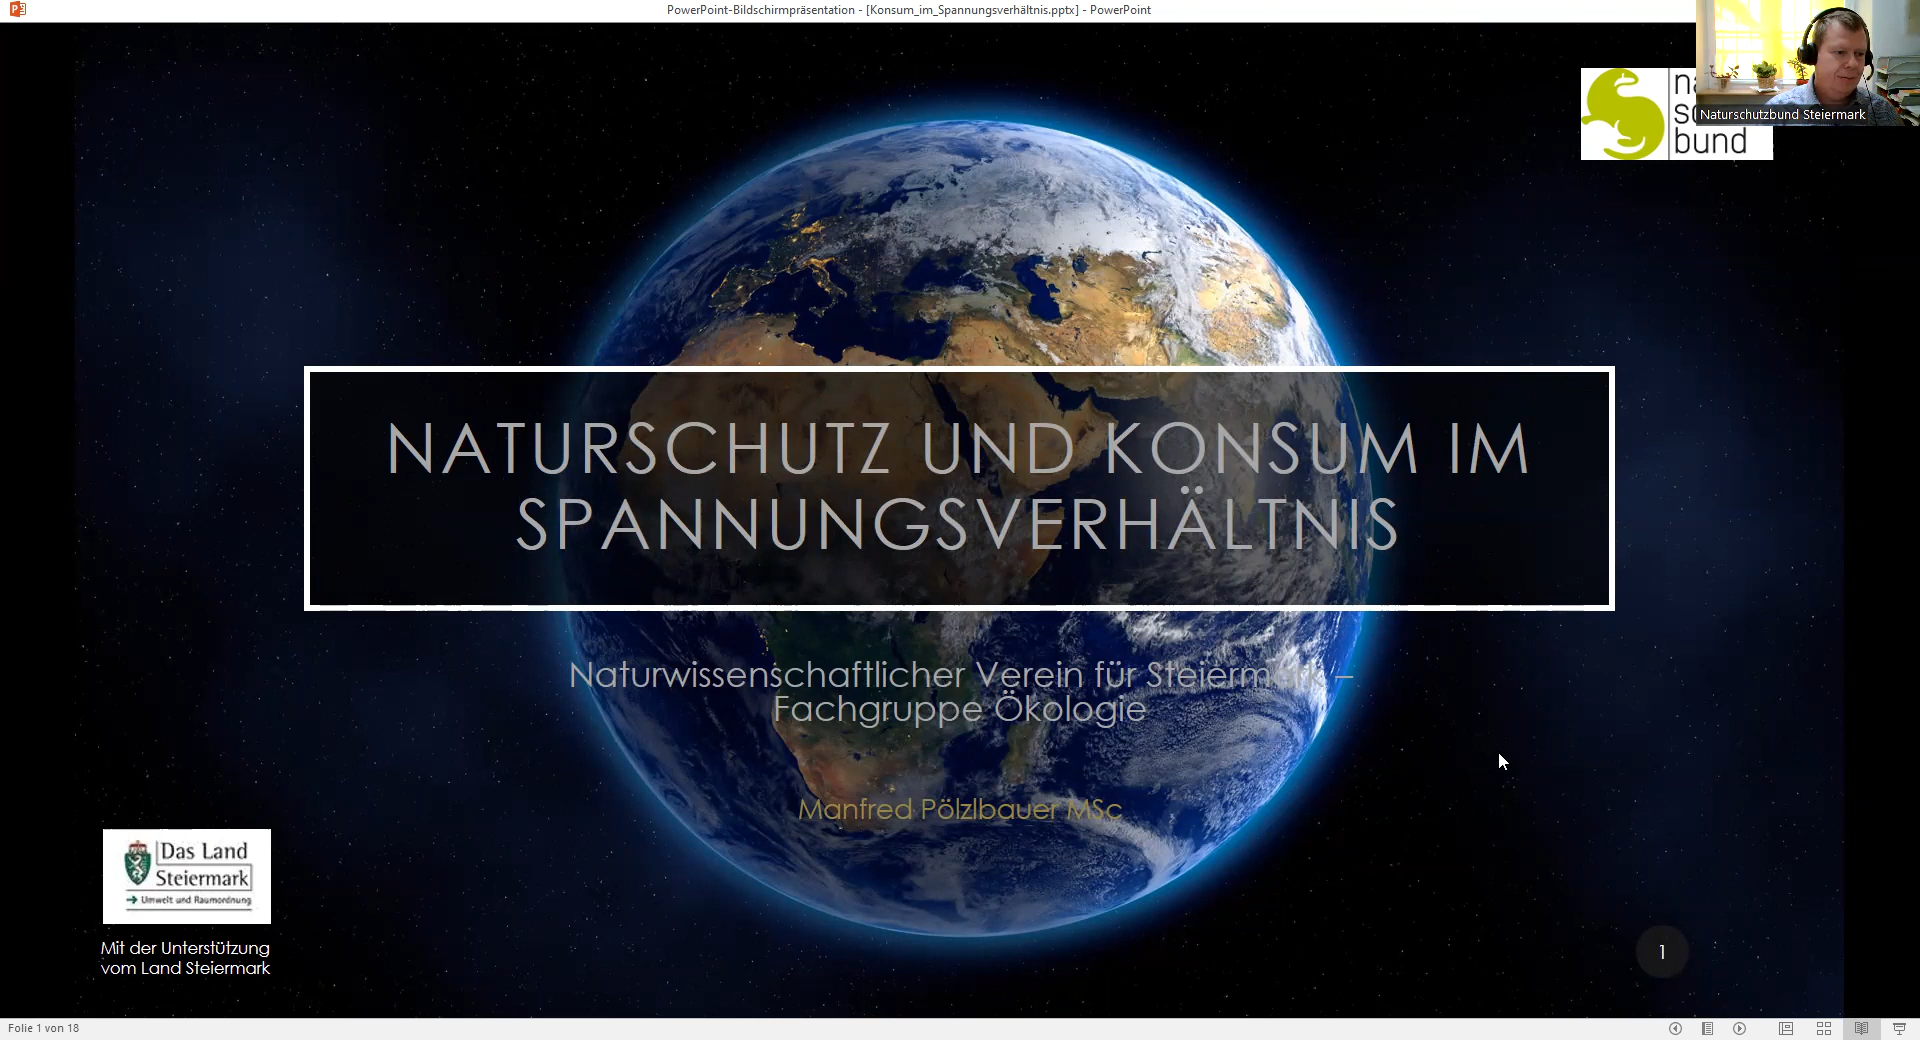 PowerPoint-Bildschirmpräsentation - [Konsum_im_Spannungsverhältnis.pptx] - PowerPoint
Naturschutzbund Steiermark
bund
NATURSCHUTZ UND KONSUM IM
SPANNUNGSVERHÄLTNIS
Naturwissenschaftlicher Verein für Steiermark –
Fachgruppe Ökologie
Manfred Pölzlbauer MSc
Das Land
Steiermark
→ Umwelt und Raumordnung
Mit der Unterstützung
vom Land Steiermark
1
Folie 1 von 18